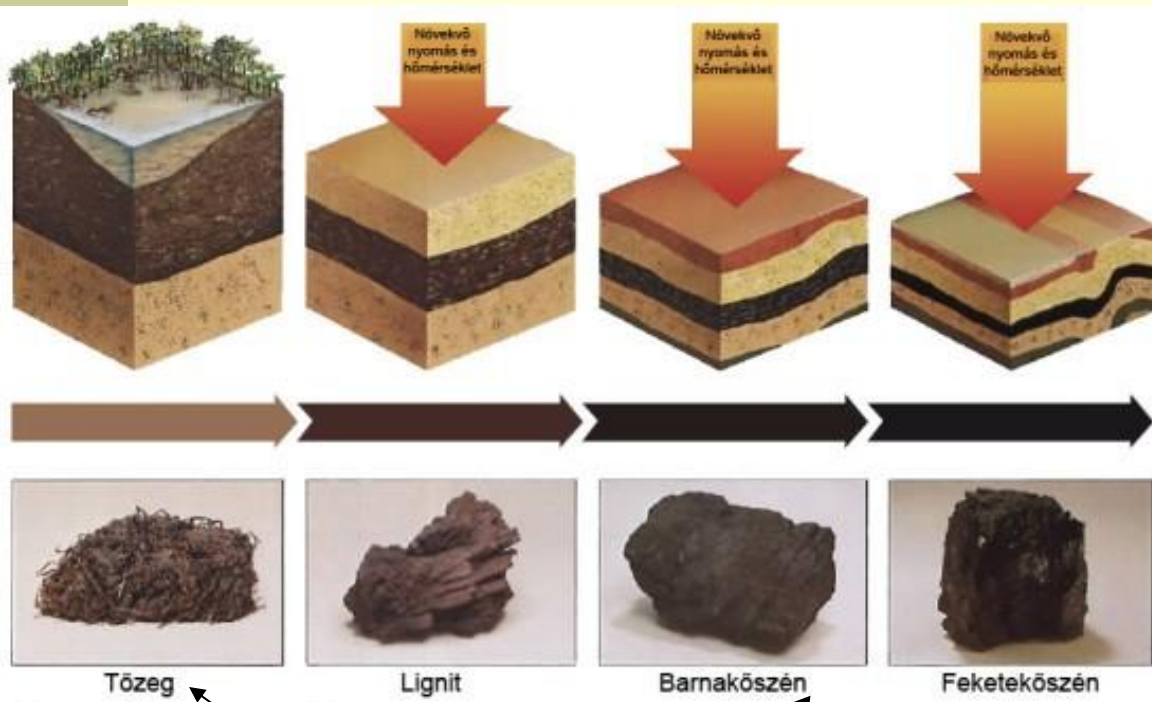 Növekvő
nyomás és
hőmérséklet
Növekvő
nyomás és
hőmérséklet
Növekvő
nyomás és
hőmérséklet
Tőzeg
Lignit
Barnakőszén
Feketekőszén